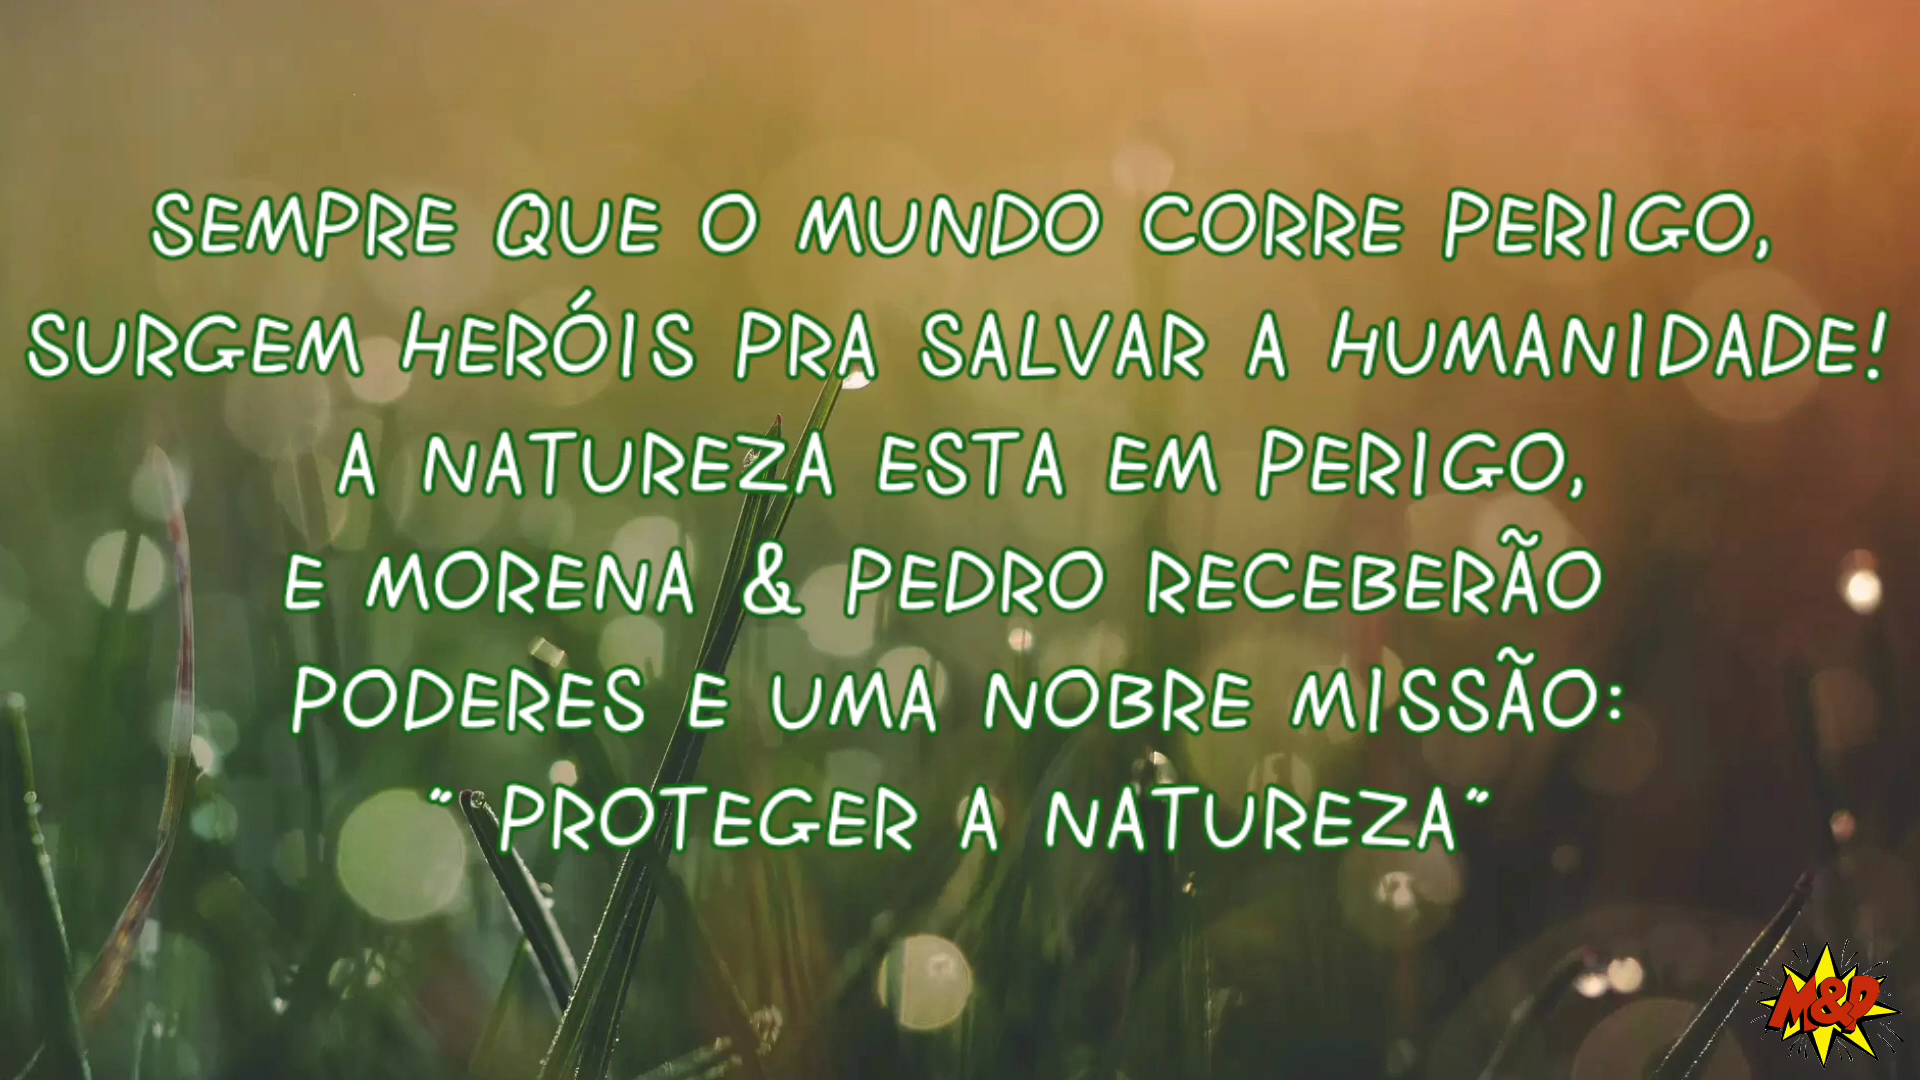 SEMPRE QUE O MUNDO CORRE PERIGO,
SURGEM HERÓIS PRA SALVAR A HUMANIDADE!
A NATUREZA ESTA EM PERIGO,
E MORENA & PEDRO RECEBERÃO
PODERES E UMA NOBRE MISSÃO:
" PROTEGER A NATUREZA"
M&P